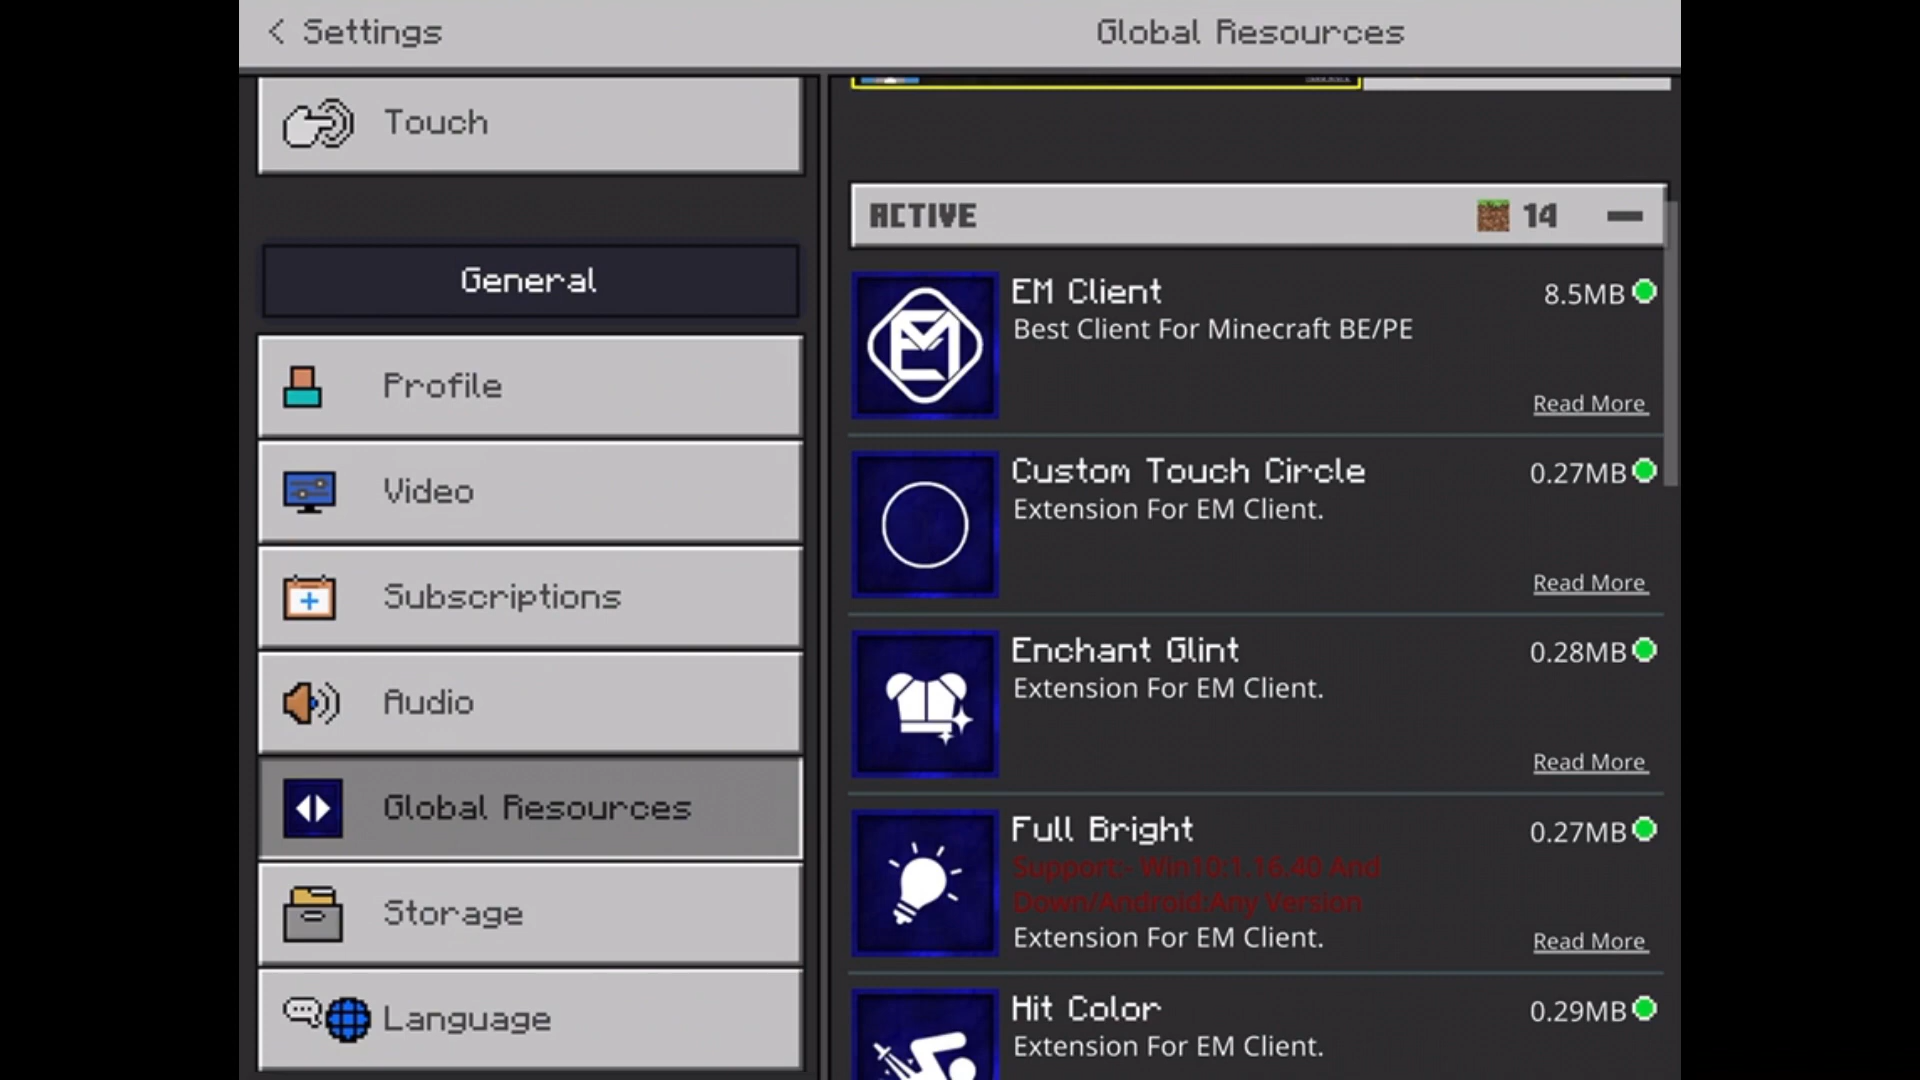 Settings
Global Resources
Touch
General
Profile
Video
Subscriptions
Audio
Global Resources
Storage
Language
ACTIVE
14
EM Client
8.5MB
Best Client For Minecraft BE/PE
Read More
Custom Touch Circle
0.27MB
Extension For EM Client.
Read More
Enchant Glint
0.28MB
Extension For EM Client.
Read More
Full Bright
0.27MB
Support:- Win10:1.16.40 And
Down/Android:Any Version
Extension For EM Client.
Read More
Hit Color
0.29MB
Extension For EM Client.